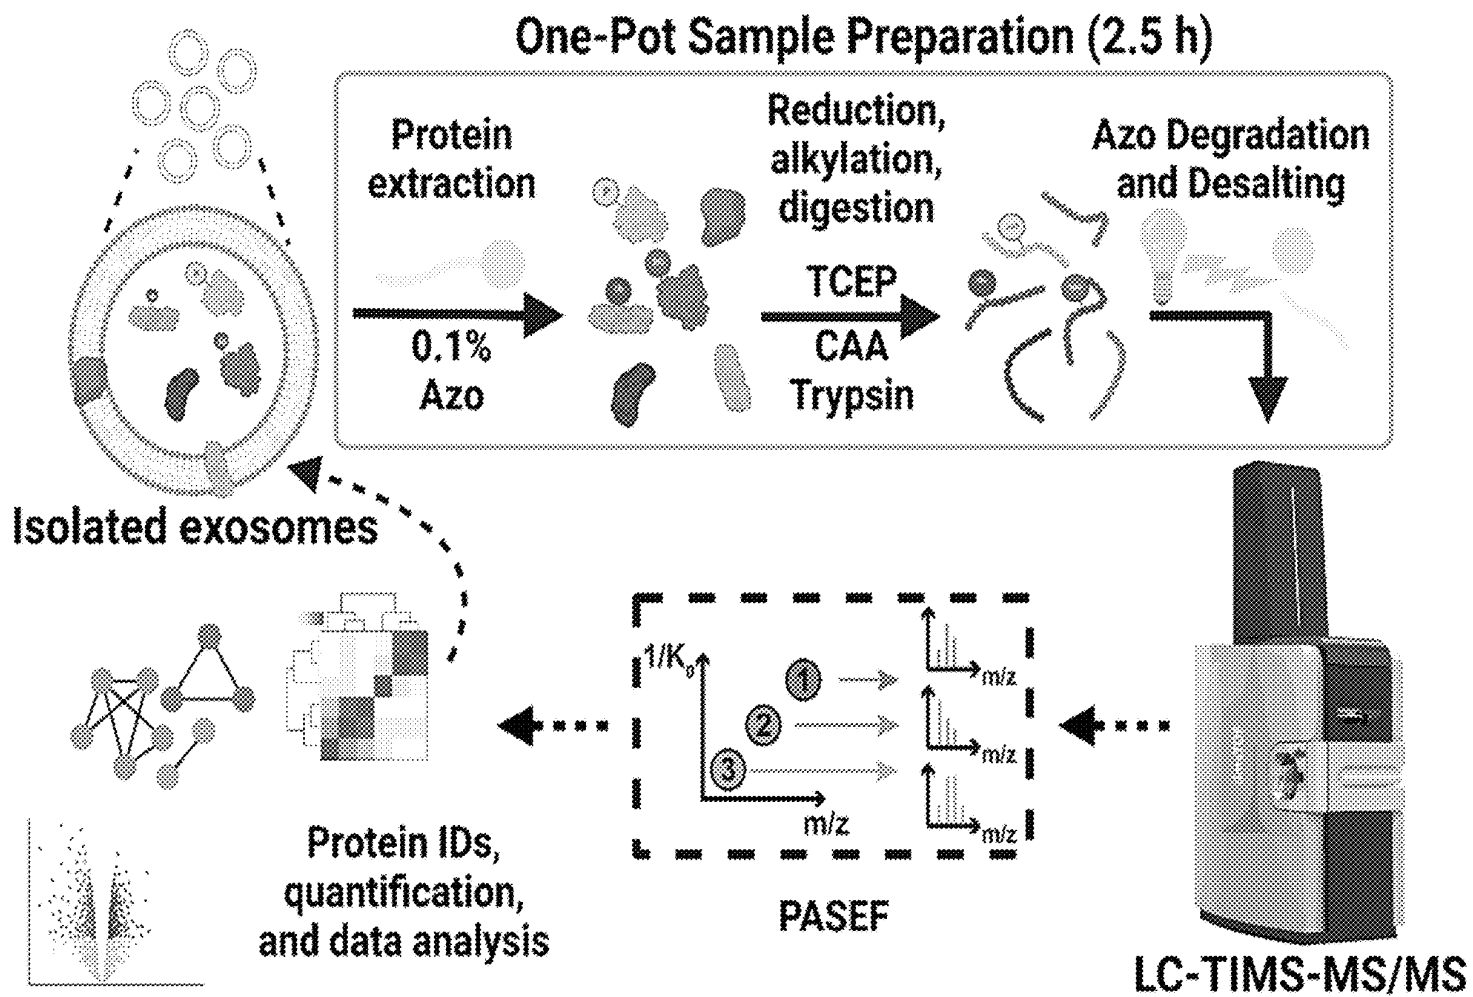 One-Pot Sample Preparation (2.5 h)
Protein
extraction
0.1%
Azo
Reduction,
alkylation,
digestion
TCEP
CAA
Trypsin
Azo Degradation
and Desalting
Isolated exosomes
LC-TIMS-MS/MS
1/K0
1
2
3
m/z
m/z
m/z
m/z
PASEF
Protein IDs,
quantification,
and data analysis